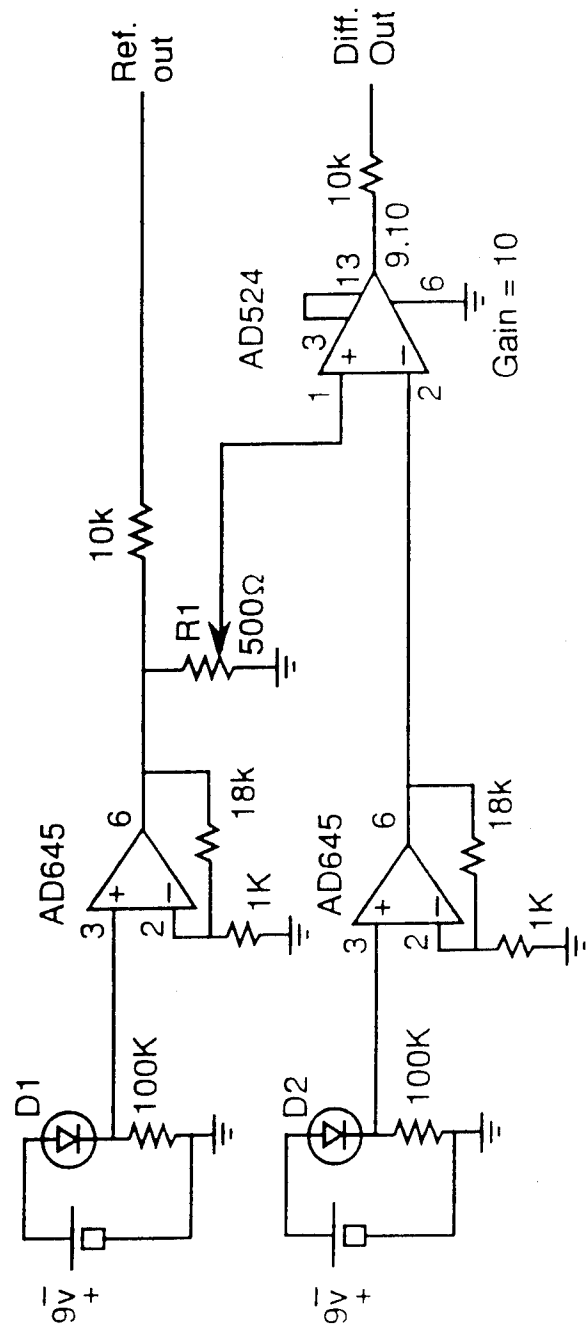 Ref.
out
10k
R1
500Ω
AD645
3
+
2
−
6
18k
1K
D1
100K
9v
−
+
Diff.
Out
10k
AD524
3
13
1
+
2
−
9.10
6
Gain = 10
AD645
3
+
2
−
6
18k
1K
D2
100K
9v
−
+